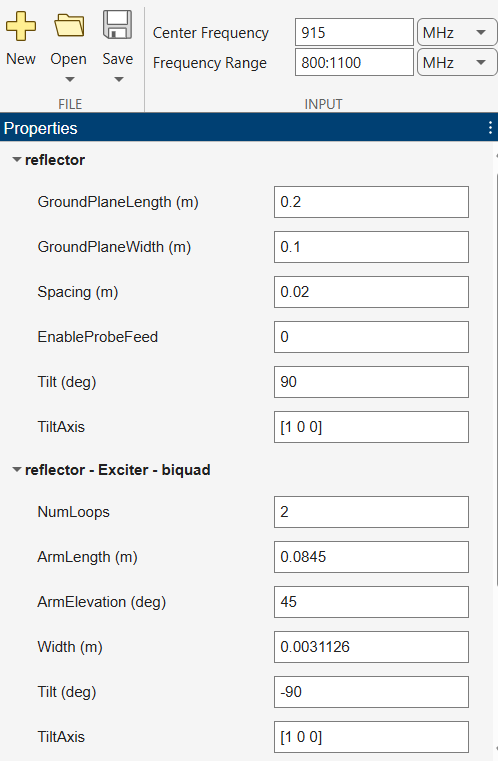 Center Frequency 915 MHz
New Open Save
Frequency Range 800:1100 MHz
FILE INPUT
Properties
reflector
GroundPlaneLength (m) 0.2
GroundPlaneWidth (m) 0.1
Spacing (m) 0.02
EnableProbeFeed 0
Tilt (deg) 90
TiltAxis [1 0 0]
reflector - Exciter - biquad
NumLoops 2
ArmLength (m) 0.0845
ArmElevation (deg) 45
Width (m) 0.0031126
Tilt (deg) -90
TiltAxis [1 0 0]